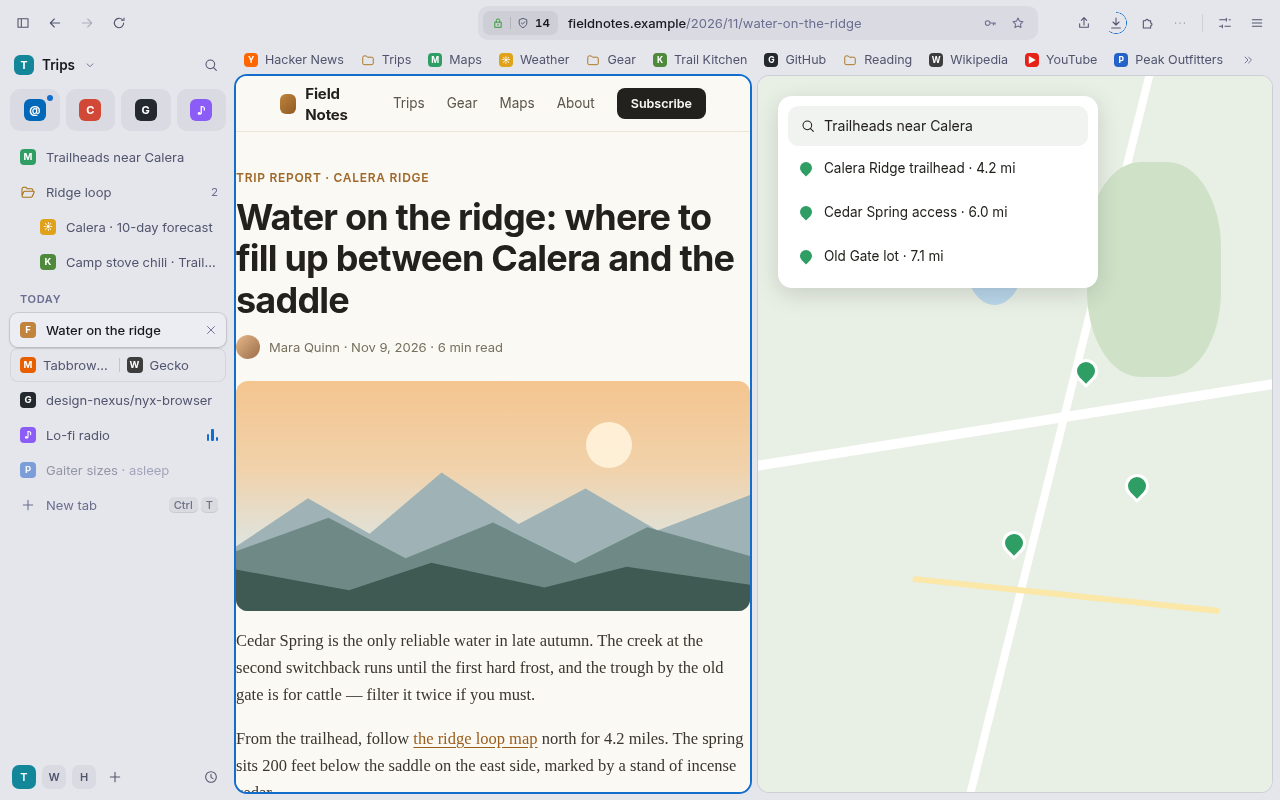 14 fieldnotes.example/2026/11/water-on-the-ridge
T Trips
Y Hacker News Trips M Maps Weather Gear K Trail Kitchen G GitHub Reading W Wikipedia YouTube P Peak Outfitters
@ C G
M Trailheads near Calera
Ridge loop 2
Calera · 10-day forecast
K Camp stove chili · Trail...
TODAY
F Water on the ridge
M Tabbrow... W Gecko
G design-nexus/nyx-browser
Lo-fi radio
P Gaiter sizes · asleep
New tab Ctrl T
T W H
Field Notes
Trips Gear Maps About Subscribe
TRIP REPORT · CALERA RIDGE
Water on the ridge: where to
fill up between Calera and the
saddle
Mara Quinn · Nov 9, 2026 · 6 min read
Cedar Spring is the only reliable water in late autumn. The creek at the
second switchback runs until the first hard frost, and the trough by the old
gate is for cattle — filter it twice if you must.
From the trailhead, follow the ridge loop map north for 4.2 miles. The spring
sits 200 feet below the saddle on the east side, marked by a stand of incense
cedar.
Trailheads near Calera
Calera Ridge trailhead · 4.2 mi
Cedar Spring access · 6.0 mi
Old Gate lot · 7.1 mi